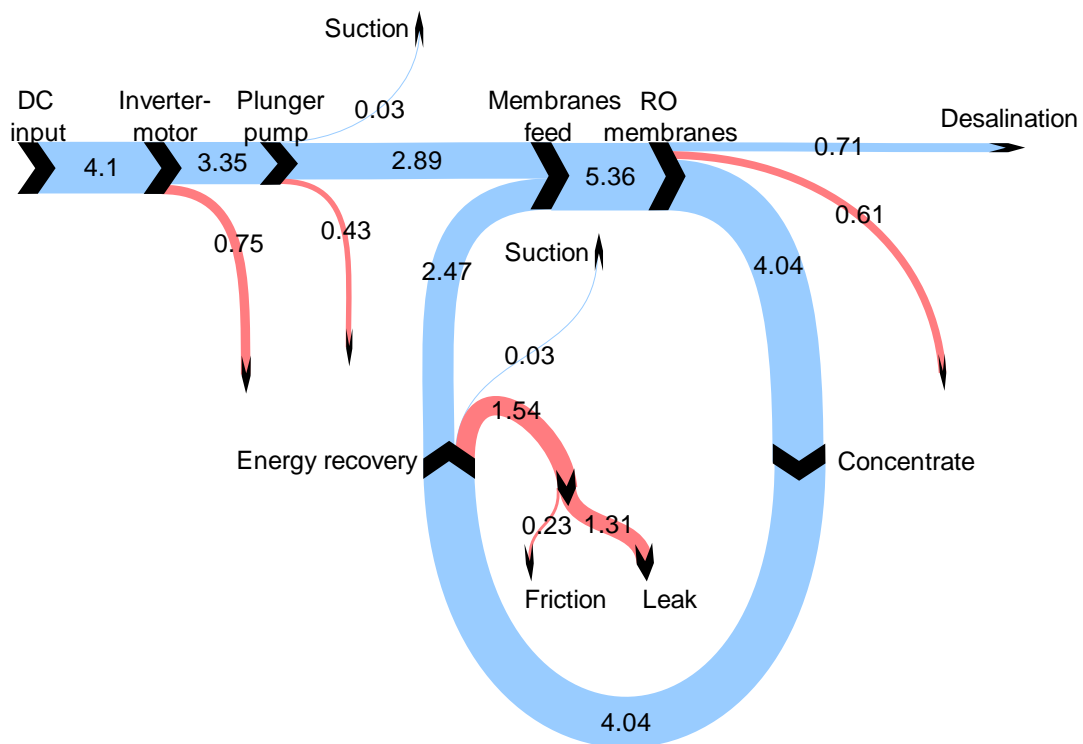 Suction
DC
input
Inverter-
motor
Plunger
pump
0.03
Membranes
feed
RO
membranes
Desalination
4.1
3.35
2.89
5.36
0.71
0.75
0.43
0.61
2.47
Suction
4.04
0.03
1.54
Energy recovery
Concentrate
0.23
1.31
Friction
Leak
4.04